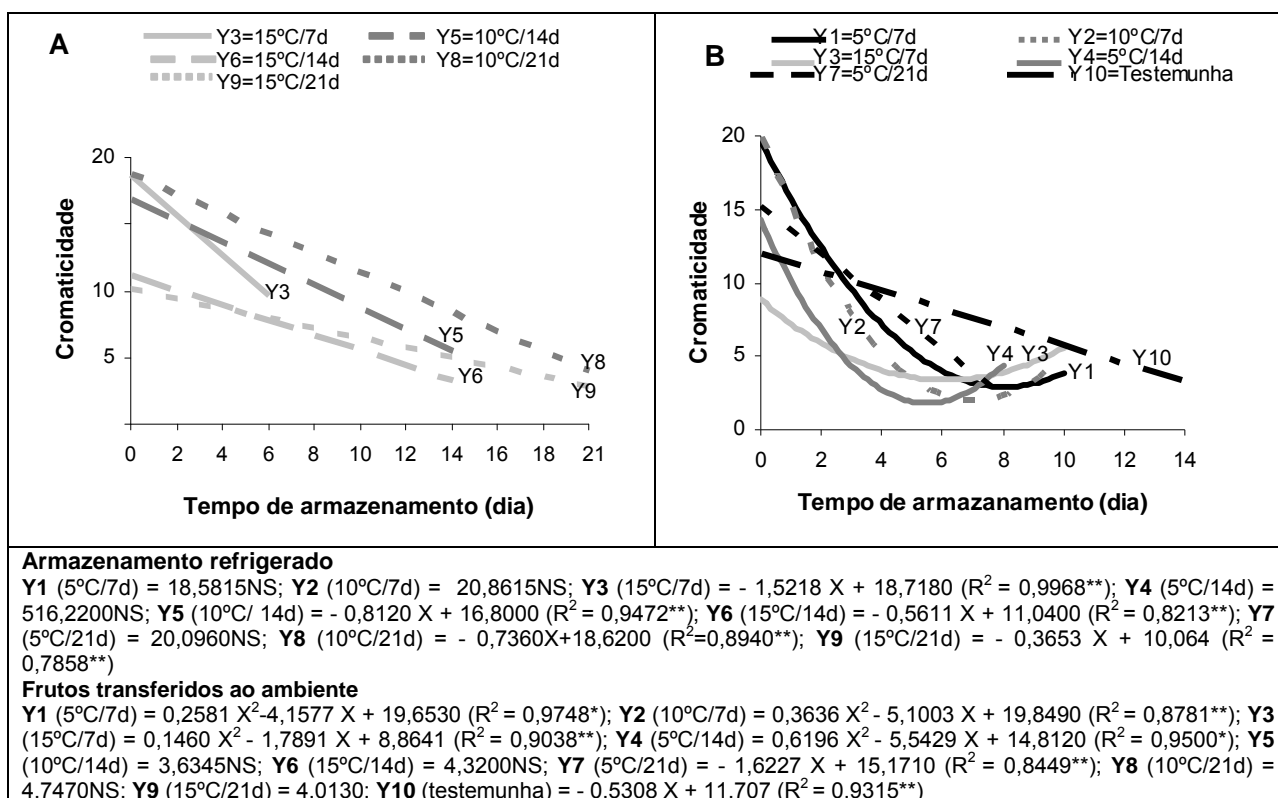 A
Y3=15ºC/7d Y5=10ºC/14d
Y6=15ºC/14d Y8=10ºC/21d
Y9=15ºC/21d
Cromaticidade
20
10
5
Y3
Y5
Y6
Y8
Y9
0 2 4 6 8 10 12 14 16 18 21
Tempo de armazenamento (dia)
B
Y1=5ºC/7d Y2=10ºC/7d
Y3=15ºC/7d Y4=5ºC/14d
Y7=5ºC/21d Y10=Testemunha
Cromaticidade
20
15
10
5
0
Y2 Y7
Y4 Y3
Y1
Y10
0 2 4 6 8 10 12 14
Tempo de armazanamento (dia)
Armazenamento refrigerado
Y1 (5ºC/7d) = 18,5815NS; Y2 (10ºC/7d) = 20,8615NS; Y3 (15ºC/7d) = - 1,5218 X + 18,7180 (R² = 0,9968**); Y4 (5ºC/14d) =
516,2200NS; Y5 (10ºC/ 14d) = - 0,8120 X + 16,8000 (R² = 0,9472**); Y6 (15ºC/14d) = - 0,5611 X + 11,0400 (R² = 0,8213**); Y7
(5ºC/21d) = 20,0960NS; Y8 (10ºC/21d) = - 0,7360X+18,6200 (R²=0,8940**); Y9 (15ºC/21d) = - 0,3653 X + 10,064 (R² =
0,7858**)
Frutos transferidos ao ambiente
Y1 (5ºC/7d) = 0,2581 X²-4,1577 X + 19,6530 (R² = 0,9748*); Y2 (10ºC/7d) = 0,3636 X² - 5,1003 X + 19,8490 (R² = 0,8781**); Y3
(15ºC/7d) = 0,1460 X² - 1,7891 X + 8,8641 (R² = 0,9038**); Y4 (5ºC/14d) = 0,6196 X² - 5,5429 X + 14,8120 (R² = 0,9500*); Y5
(10ºC/14d) = 3,6345NS; Y6 (15ºC/14d) = 4,3200NS; Y7 (5ºC/21d) = - 1,6227 X + 15,1710 (R² = 0,8449**); Y8 (10ºC/21d) =
4,7470NS; Y9 (15ºC/21d) = 4,0130; Y10 (testemunha) = - 0,5308 X + 11,707 (R² = 0,9315**)